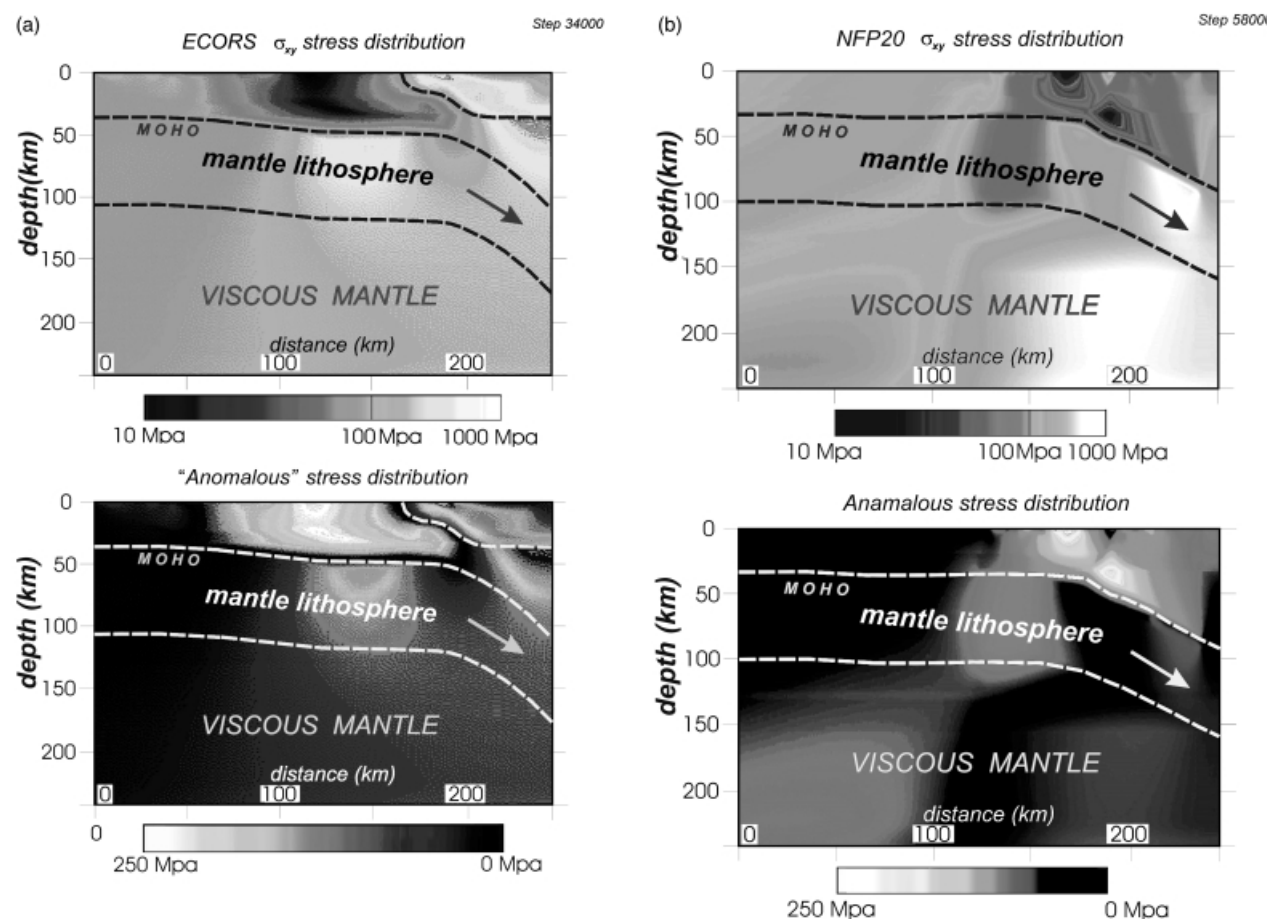 (a)
Step 34000
ECORS σxy stress distribution
0
50
100
150
200
depth(km)
MOHO
mantle lithosphere
VISCOUS MANTLE
distance (km)
0 100 200
10 Mpa 100Mpa 1000 Mpa
“Anomalous” stress distribution
0
50
100
150
200
depth (km)
MOHO
mantle lithosphere
VISCOUS MANTLE
distance (km)
0 100 200
0
250 Mpa 0 Mpa
(b)
Step 58000
NFP20 σxy stress distribution
0
50
100
150
200
depth(km)
MOHO
mantle lithosphere
VISCOUS MANTLE
distance (km)
0 100 200
10 Mpa 100Mpa 1000 Mpa
Anamalous stress distribution
0
50
100
150
200
depth (km)
MOHO
mantle lithosphere
VISCOUS MANTLE
distance (km)
0 100 200
250 Mpa 0 Mpa